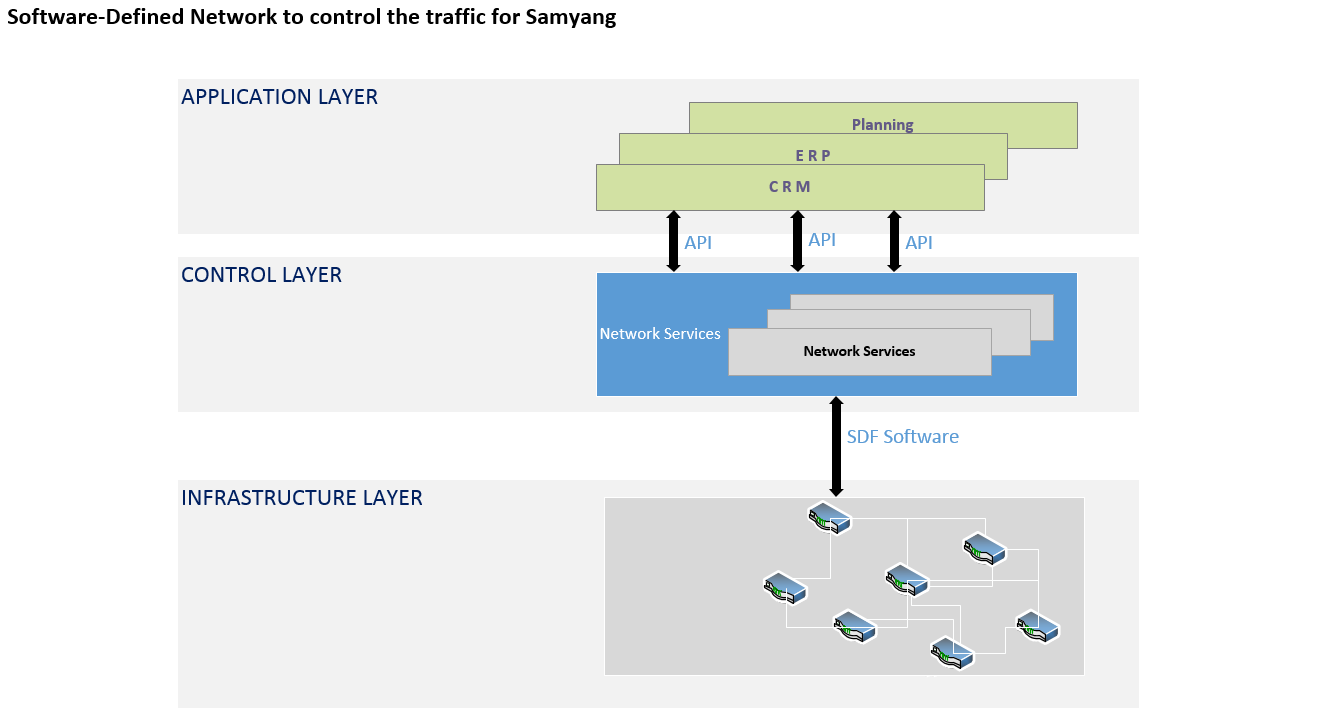 Software-Defined Network to control the traffic for Samyang
APPLICATION LAYER
Planning
E R P
C R M
API
API
API
CONTROL LAYER
Network Services
Network Services
SDF Software
INFRASTRUCTURE LAYER